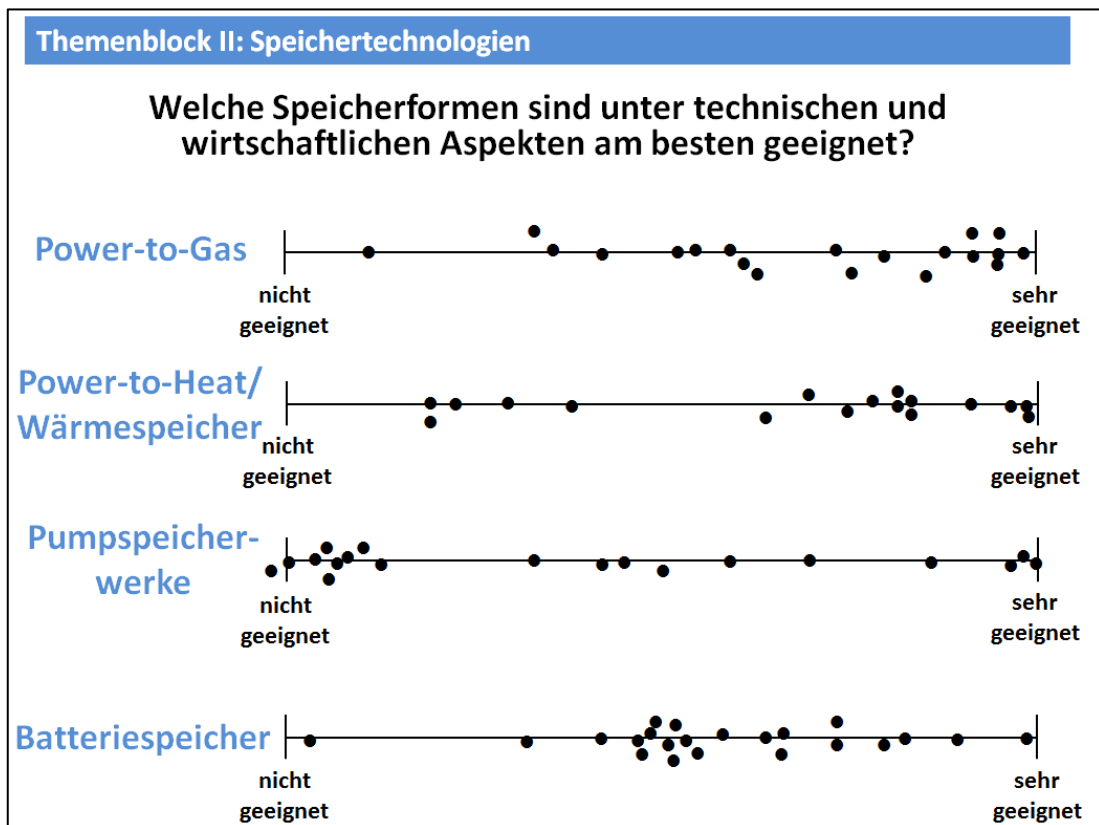 Themenblock II: Speichertechnologien
Welche Speicherformen sind unter technischen und
wirtschaftlichen Aspekten am besten geeignet?
Power-to-Gas
nicht
geeignet
sehr
geeignet
Power-to-Heat/
Wärmespeicher
nicht
geeignet
sehr
geeignet
Pumpspeicher-
werke
nicht
geeignet
sehr
geeignet
Batteriespeicher
nicht
geeignet
sehr
geeignet